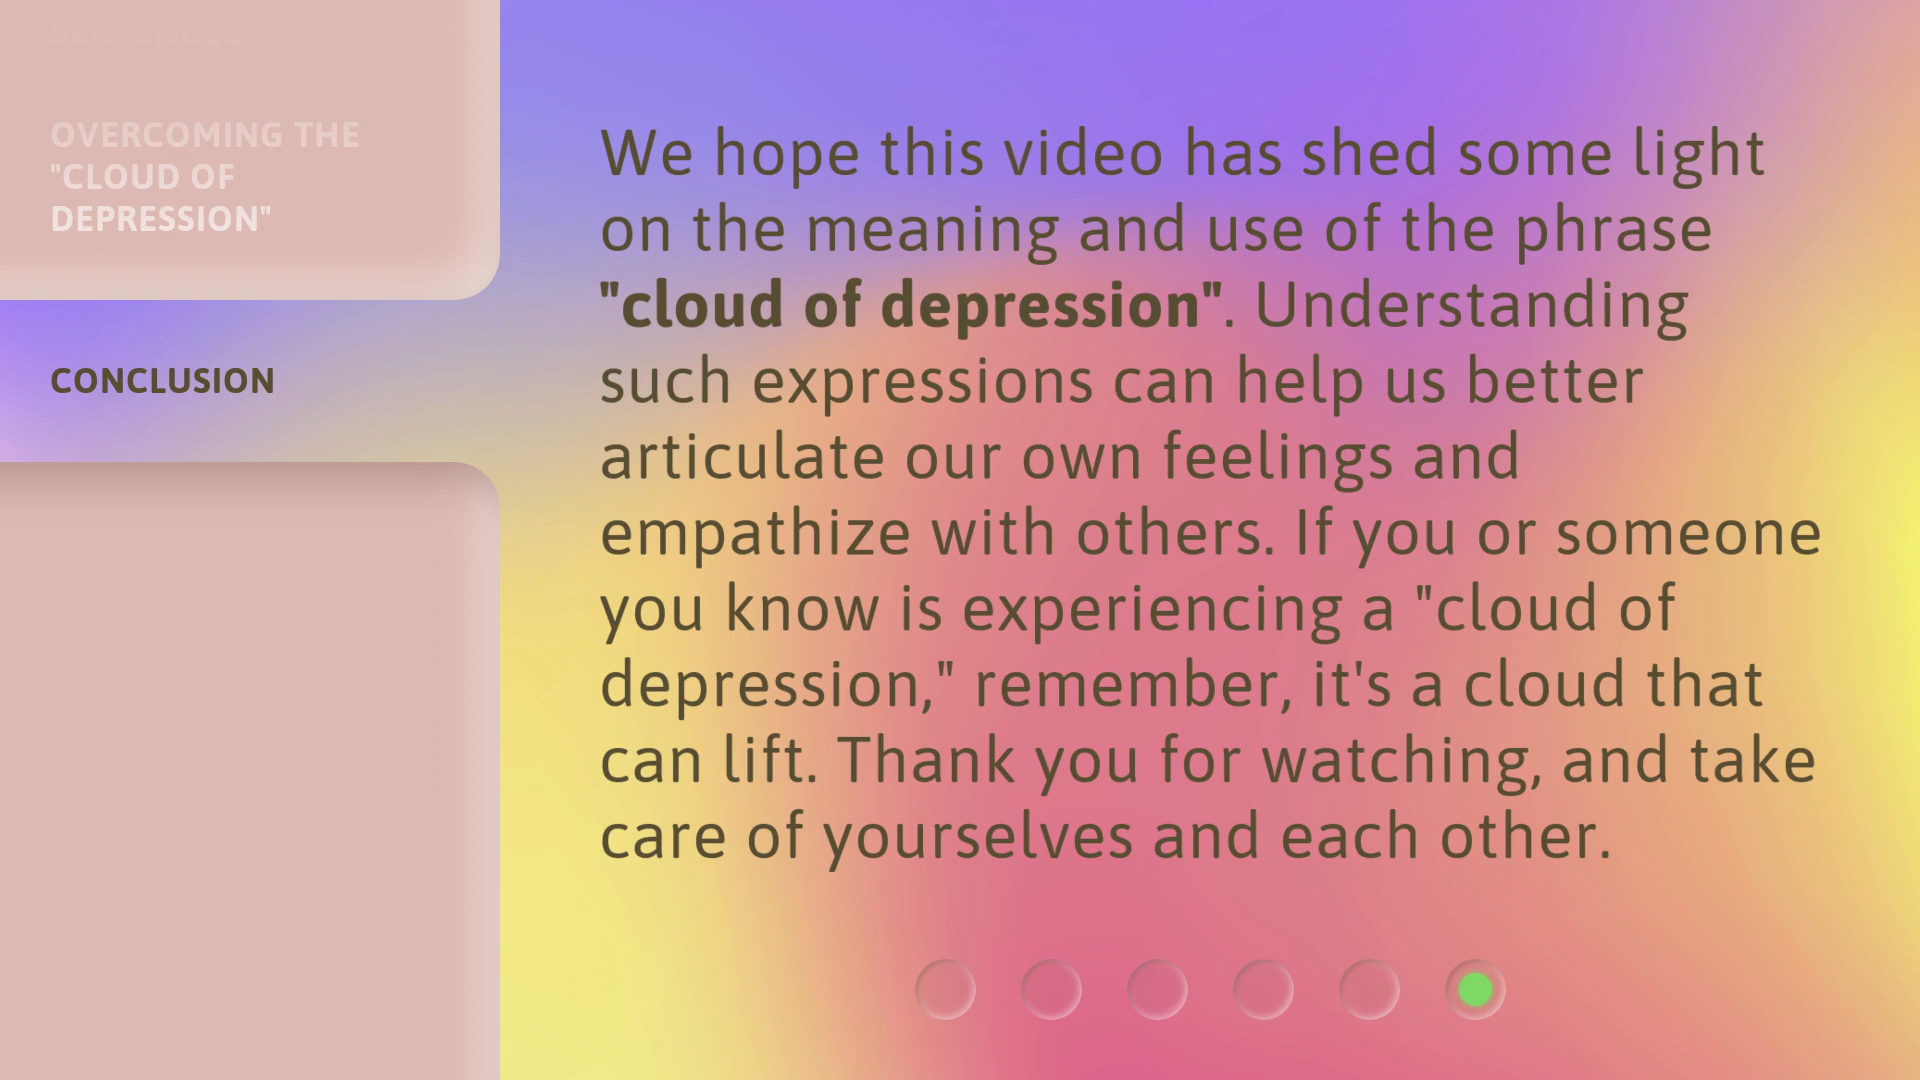 SENTENCES
OVERCOMING THE
"CLOUD OF
DEPRESSION"
CONCLUSION
We hope this video has shed some light
on the meaning and use of the phrase
"cloud of depression". Understanding
such expressions can help us better
articulate our own feelings and
empathize with others. If you or someone
you know is experiencing a "cloud of
depression," remember, it's a cloud that
can lift. Thank you for watching, and take
care of yourselves and each other.